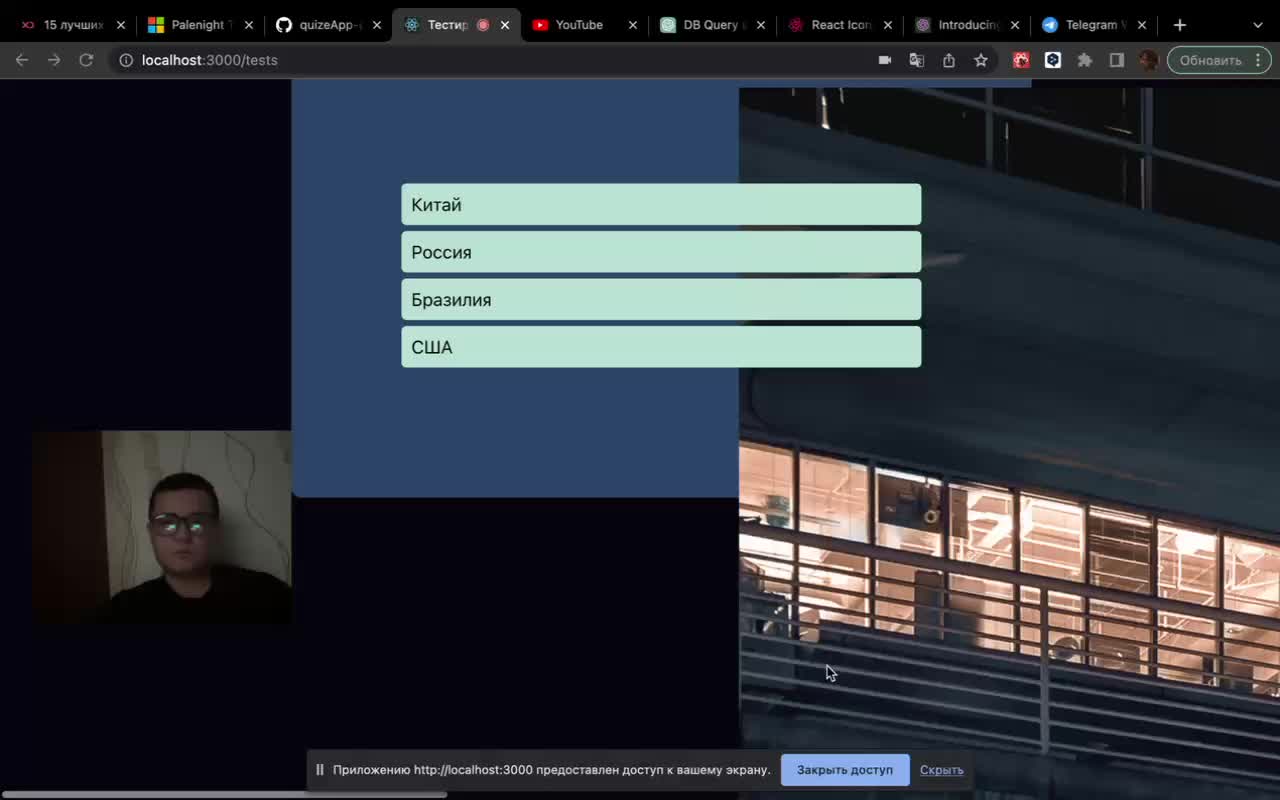 15 лучших
Palenight T
quizeApp-
Тестир
YouTube
DB Query
React Icon
Introducing
Telegram
localhost:3000/tests
Обновить
Китай
Россия
Бразилия
США
Приложению http://localhost:3000 предоставлен доступ к вашему экрану.
Закрыть доступ
Скрыть